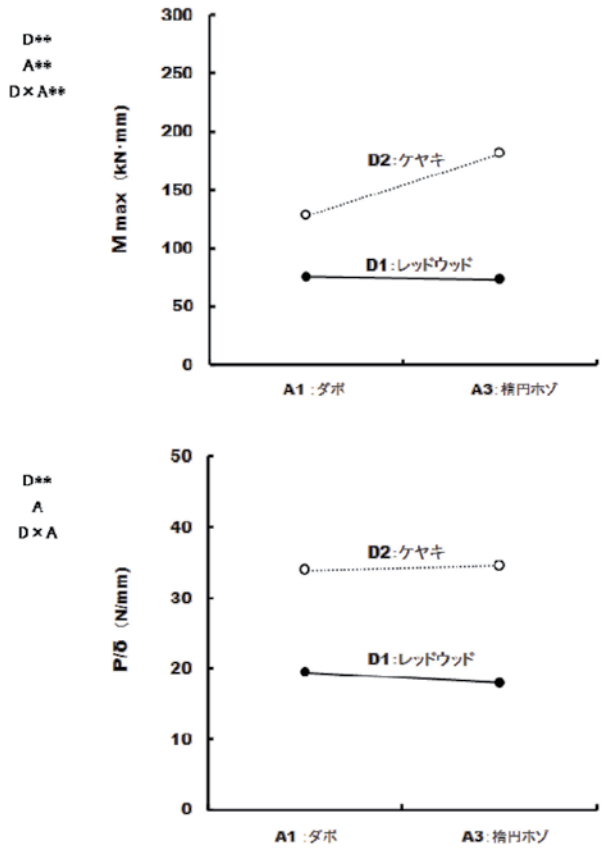 D**
A**
D×A**
M max (kN·mm)
300
250
200
150
100
50
0
D2:ケヤキ
D1:レッドウッド
A1:ダボ
A3:楕円ホゾ
D**
A
D×A
P/δ (N/mm)
50
40
30
20
10
0
D2:ケヤキ
D1:レッドウッド
A1:ダボ
A3:楕円ホゾ